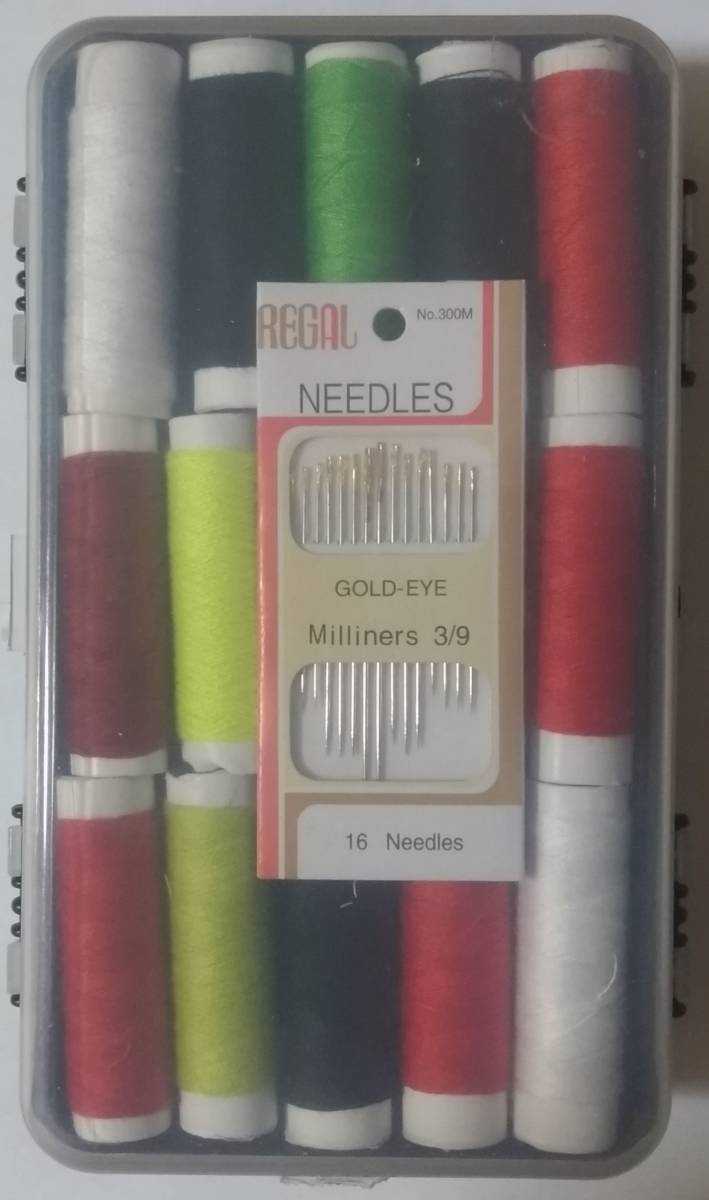 REGAL
No.300M
NEEDLES
GOLD-EYE
Milliners 3/9
16 Needles